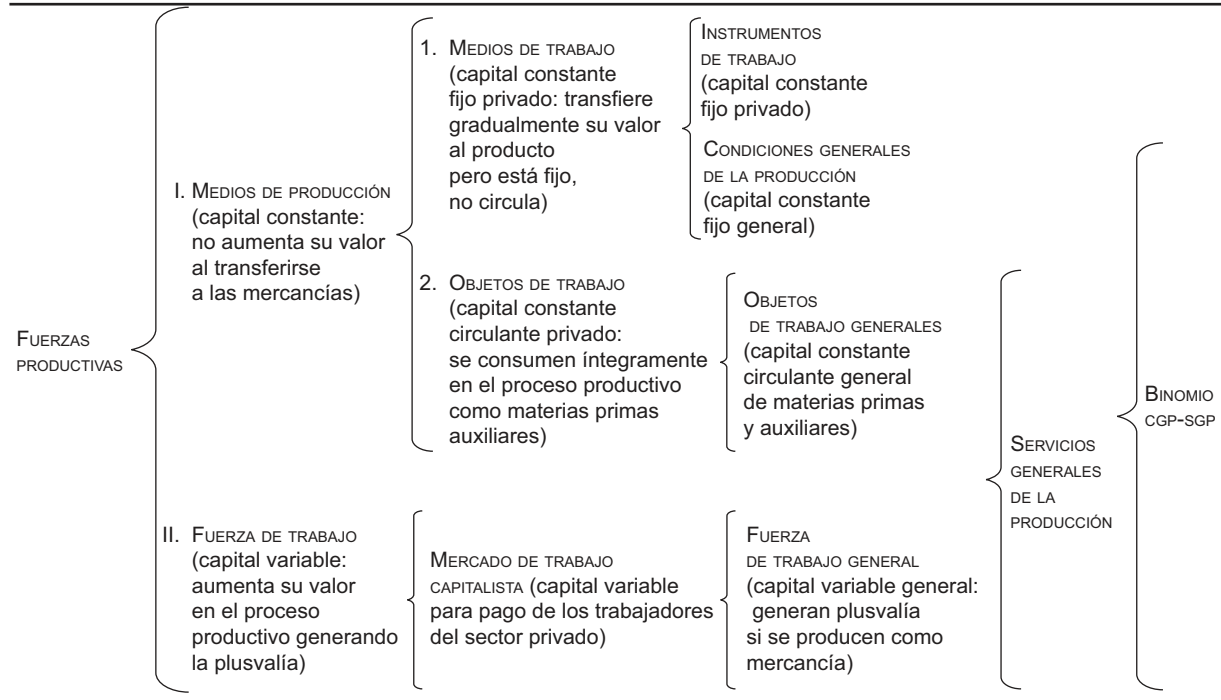 FUERZAS
PRODUCTIVAS
I. MEDIOS DE PRODUCCIÓN
(capital constante:
no aumenta su valor
al transferirse
a las mercancías)
1. MEDIOS DE TRABAJO
(capital constante
fijo privado: transfiere
gradualmente su valor
al producto
pero está fijo,
no circula)
INSTRUMENTOS
DE TRABAJO
(capital constante
fijo privado)
CONDICIONES GENERALES
DE LA PRODUCCIÓN
(capital constante
fijo general)
2. OBJETOS DE TRABAJO
(capital constante
circulante privado:
se consumen íntegramente
en el proceso productivo
como materias primas
auxiliares)
OBJETOS
DE TRABAJO GENERALES
(capital constante
circulante general
de materias primas
y auxiliares)
II. FUERZA DE TRABAJO
(capital variable:
aumenta su valor
en el proceso
productivo generando
la plusvalía)
MERCADO DE TRABAJO
CAPITALISTA (capital variable
para pago de los trabajadores
del sector privado)
FUERZA
DE TRABAJO GENERAL
(capital variable general:
generan plusvalía
si se producen como
mercancía)
SERVICIOS
GENERALES
DE LA
PRODUCCIÓN
BINOMIO
CGP-SGP